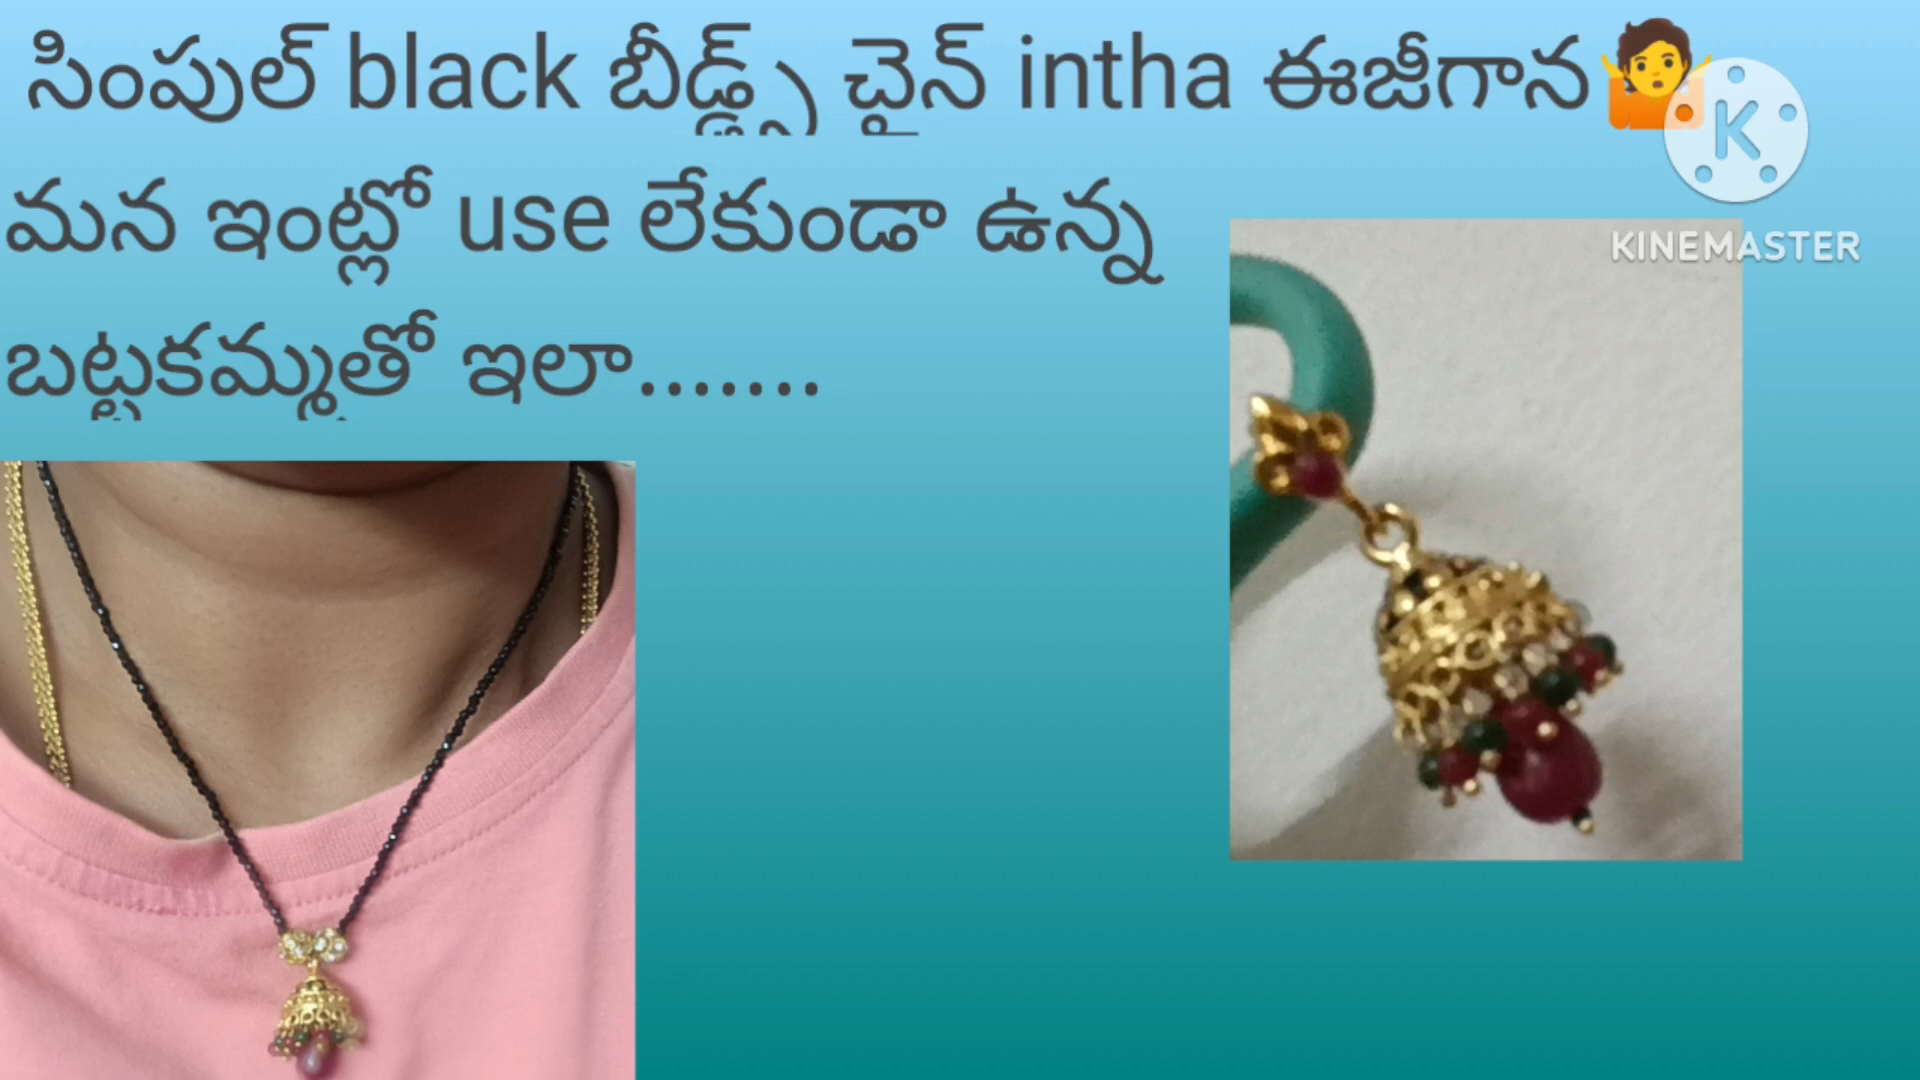 సింపుల్ black బీడ్స్ చైన్ intha ఈజీగాన🤷
మన ఇంట్లో use లేకుండా ఉన్న
బట్టకమ్మతో ఇలా.......
K
KINEMASTER